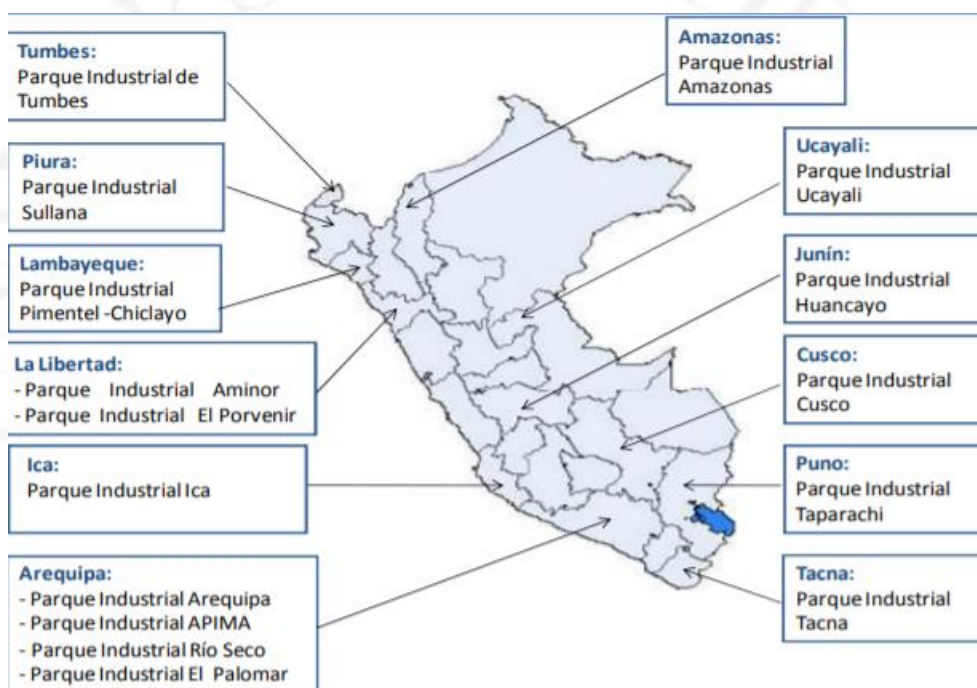 Tumbes:
Parque Industrial de
Tumbes
Piura:
Parque Industrial
Sullana
Lambayeque:
Parque Industrial
Pimentel -Chiclayo
La Libertad:
- Parque Industrial Aminor
- Parque Industrial El Porvenir
Ica:
Parque Industrial Ica
Arequipa:
- Parque Industrial Arequipa
- Parque Industrial APIMA
- Parque Industrial Río Seco
- Parque Industrial El Palomar
Amazonas:
Parque Industrial
Amazonas
Ucayali:
Parque Industrial
Ucayali
Junín:
Parque Industrial
Huancayo
Cusco:
Parque Industrial
Cusco
Puno:
Parque Industrial
Taparachi
Tacna:
Parque Industrial
Tacna